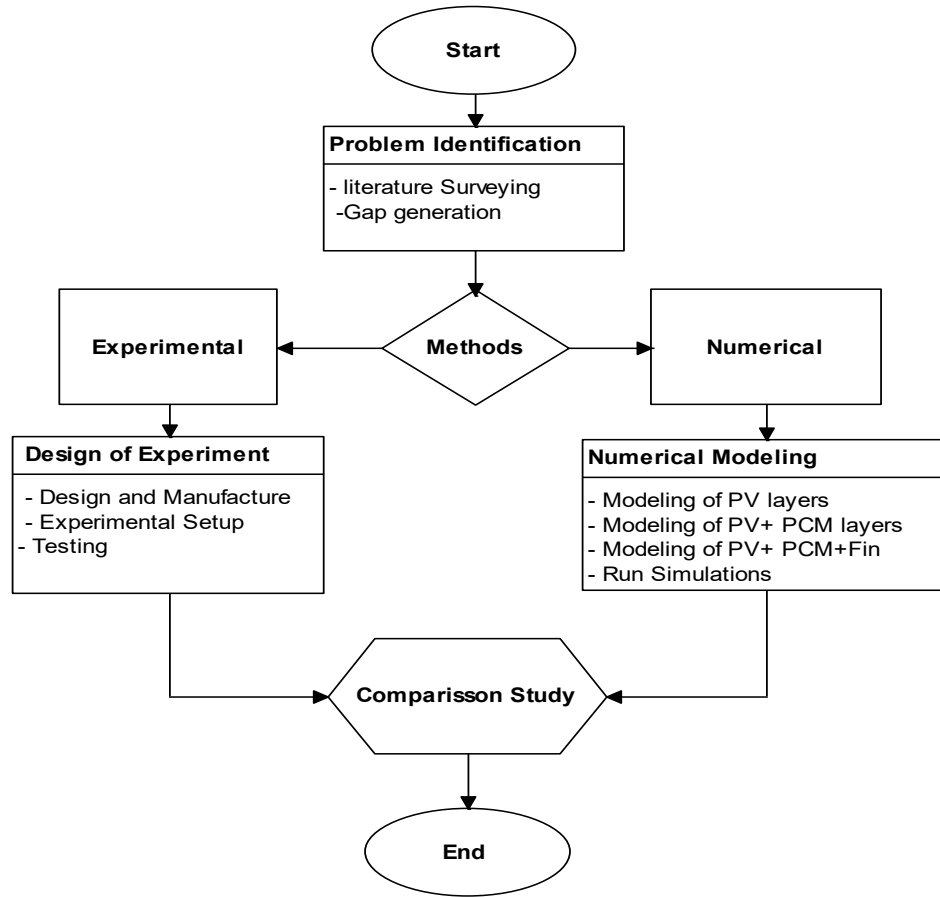 Start
Problem Identification
- literature Surveying
-Gap generation
Methods
Experimental
Numerical
Design of Experiment
- Design and Manufacture
- Experimental Setup
- Testing
Numerical Modeling
- Modeling of PV layers
- Modeling of PV+ PCM layers
- Modeling of PV+ PCM+Fin
- Run Simulations
Comparisson Study
End